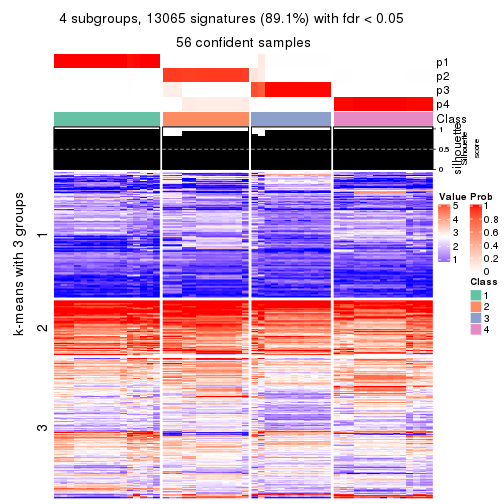 4 subgroups, 13065 signatures (89.1%) with fdr < 0.05
56 confident samples
p1
p2
p3
p4
Class
1
0.5
0
silhouette
Silhouette
score
k-means with 3 groups
1
2
3
Value
5
4
3
2
1
Prob
1
0.8
0.6
0.4
0.2
0
Class
1
2
3
4